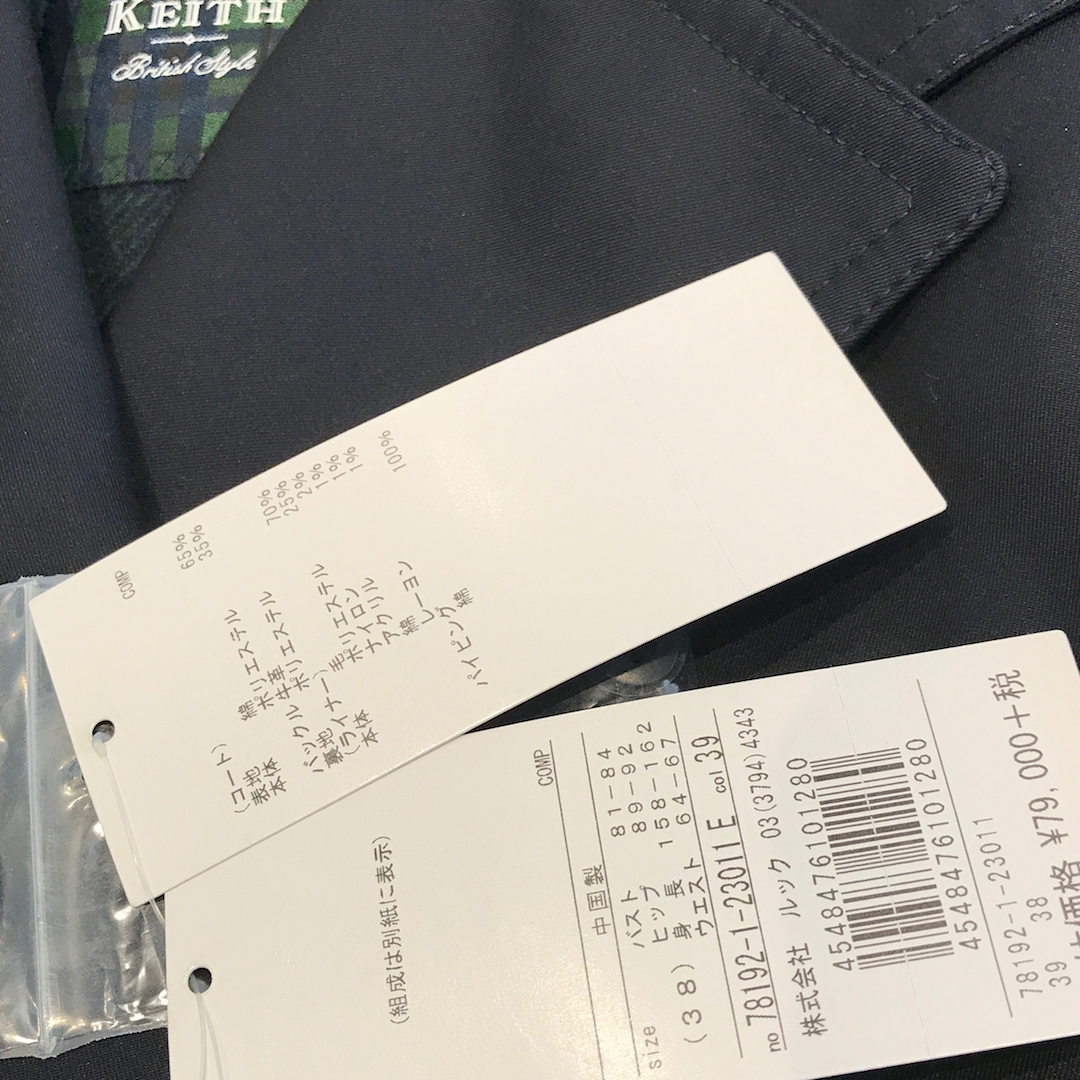 KEITH
British Style
COMP
(コート)
表地
本体
綿 65%
ポリエステル 35%
バックル 牛革
ポリエステル
裏地
(ライナー)
本体
毛 70%
ポリエステル 25%
ナイロン 2%
アクリル 1%
綿 1%
レーヨン 1%
パイピング 綿 100%
(組成は別紙に表示)
COMP
中国製
size
(38)
バスト 81-84
ヒップ 89-92
身長 158-162
ウエスト 64-67
no 78192-1-23011E col 39
株式会社 ルック 03(3794)4343
4548476101280
4548476101280
78192-1-23011
39 38
価格 ¥79,000+税